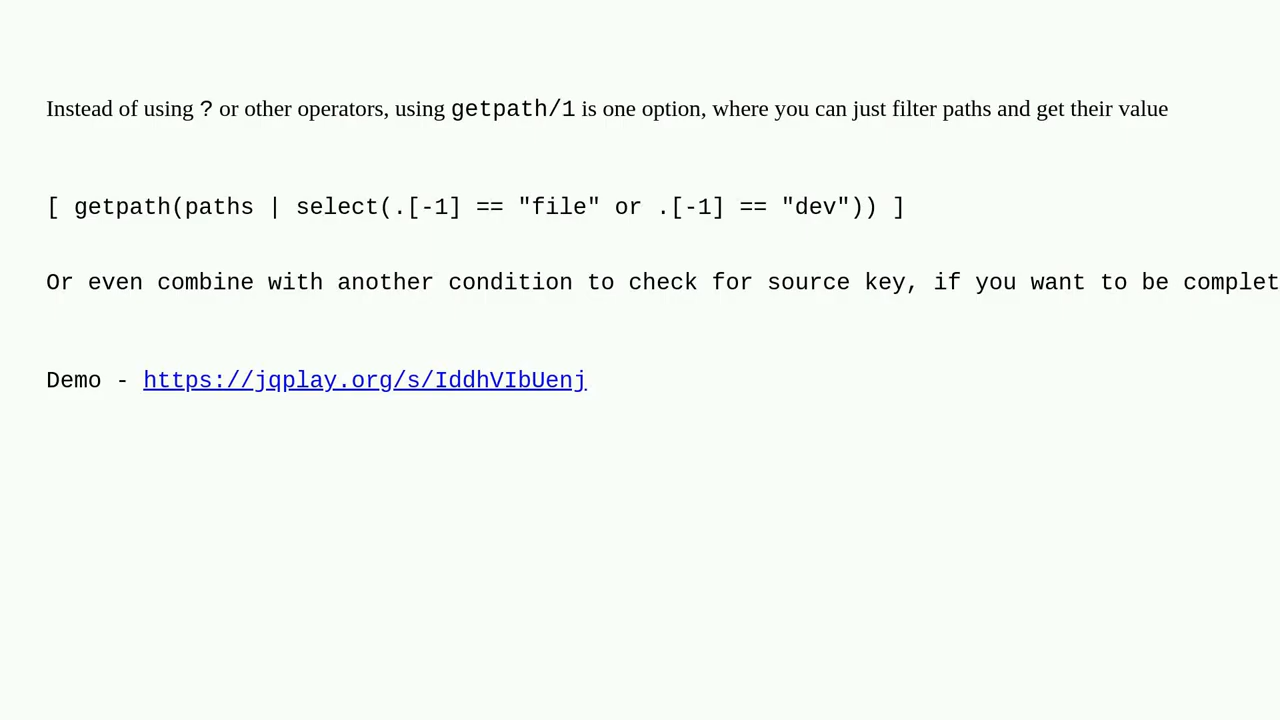 Instead of using ? or other operators, using getpath/1 is one option, where you can just filter paths and get their value
[ getpath(paths | select(.[-1] == "file" or .[-1] == "dev")) ]
Or even combine with another condition to check for source key, if you want to be complet
Demo - https://jqplay.org/s/IddhVIbUenj